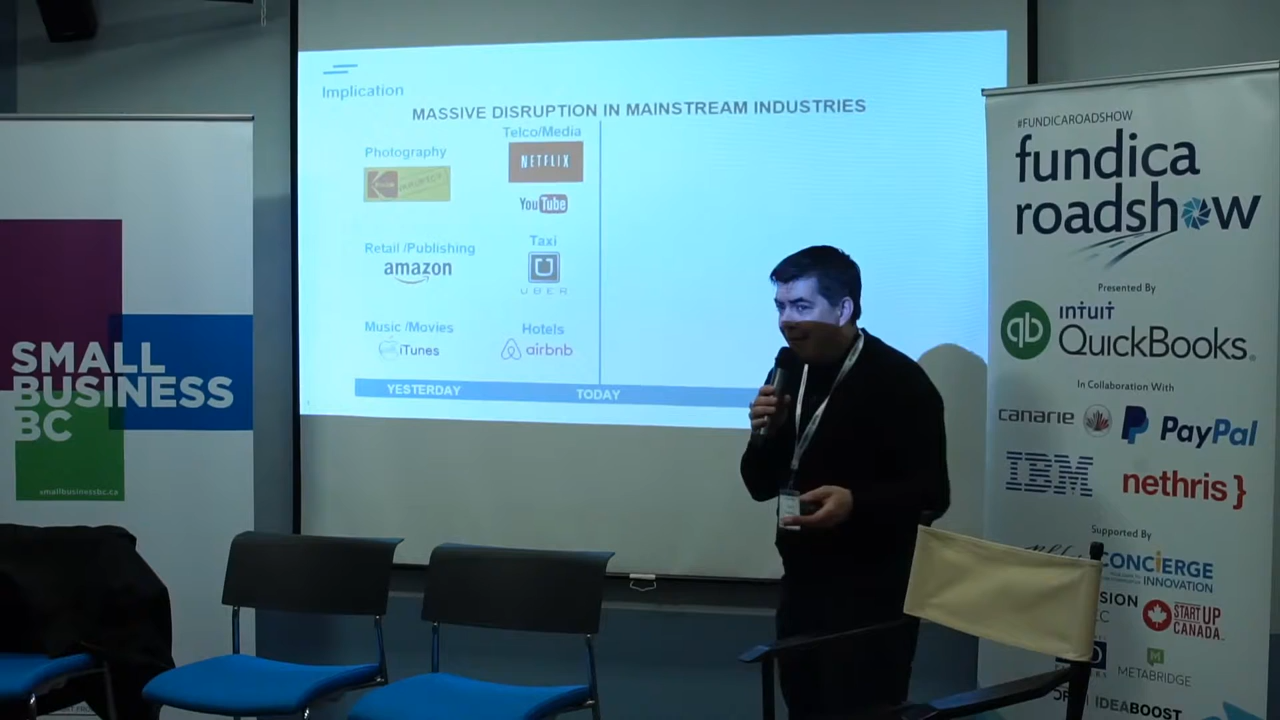 Implication
MASSIVE DISRUPTION IN MAINSTREAM INDUSTRIES
Photography
Telco/Media
NETFLIX
YouTube
Retail /Publishing
amazon
Taxi
UBER
Music /Movies
iTunes
Hotels
airbnb
YESTERDAY
TODAY
SMALL
BUSINESS
BC
smallbusinessbc.ca
#FUNDICAROADSHOW
fundica
roadshow
Presented By
qb
intuit
QuickBooks.
In Collaboration With
canarie
PayPal
IBM
nethris}
Supported By
CONCIERGE
INNOVATION
SION
START UP
CANADA
METABRIDGE
IDEABOOST